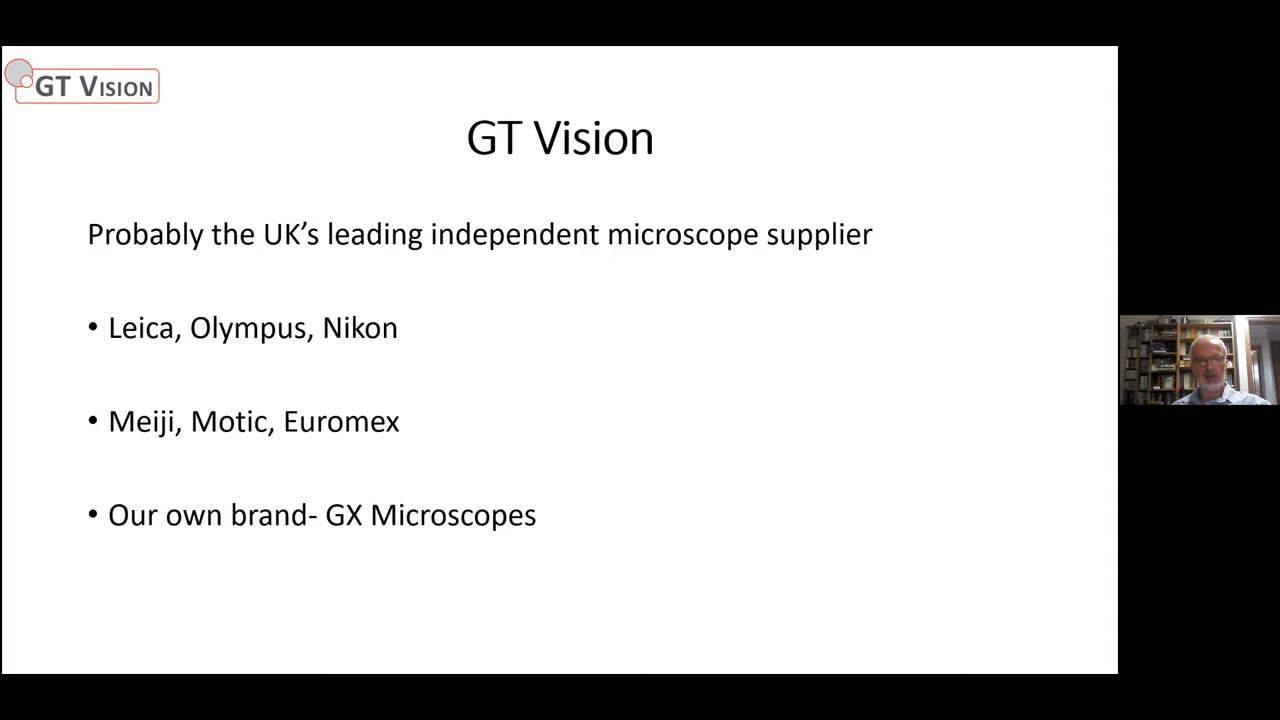 GT VISION
GT Vision
Probably the UK’s leading independent microscope supplier
• Leica, Olympus, Nikon
• Meiji, Motic, Euromex
• Our own brand- GX Microscopes